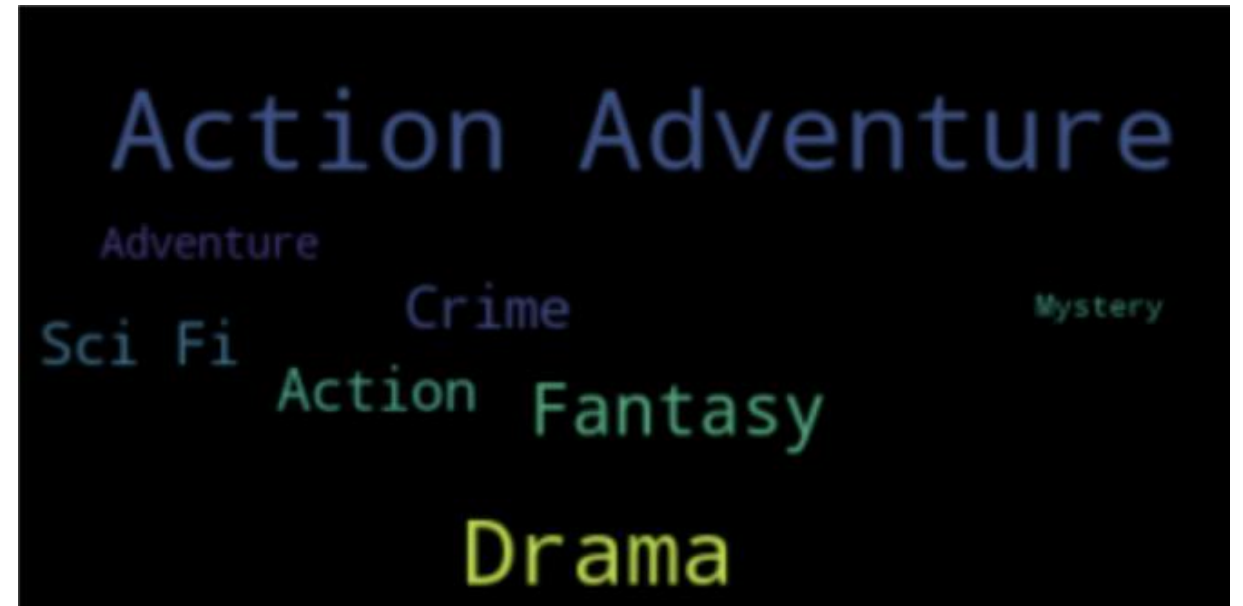 Action Adventure
Adventure
Crime
Mystery
Sci Fi
Action
Fantasy
Drama